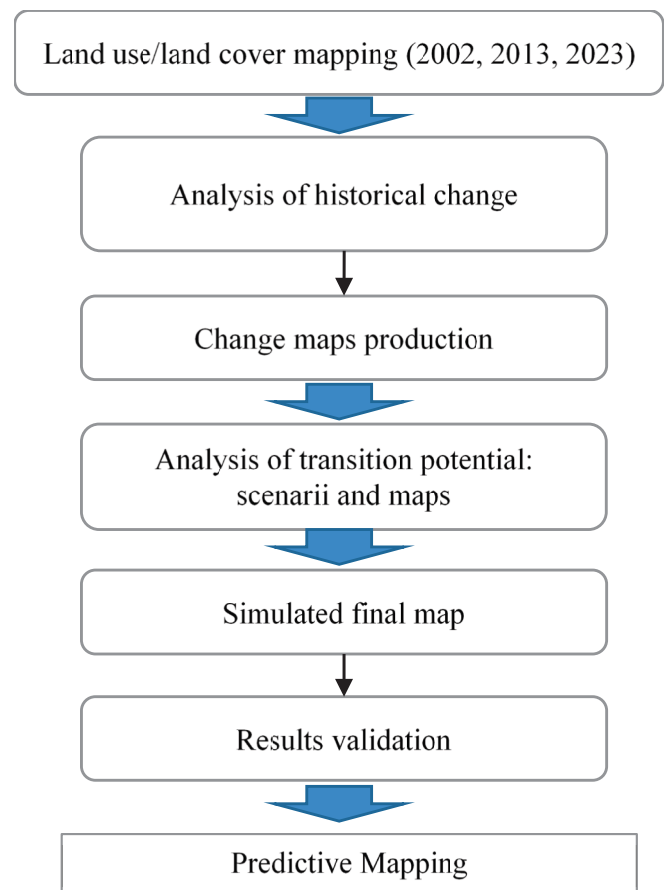 Land use/land cover mapping (2002, 2013, 2023)
Analysis of historical change
Change maps production
Analysis of transition potential:
scenarii and maps
Simulated final map
Results validation
Predictive Mapping